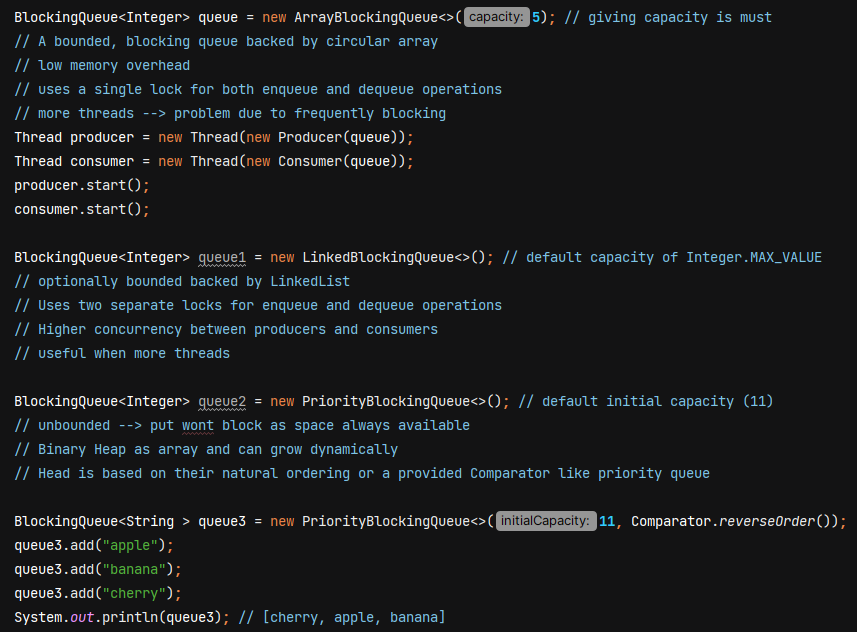 BlockingQueue<Integer> queue = new ArrayBlockingQueue<>( capacity: 5); // giving capacity is must
// A bounded, blocking queue backed by circular array
// low memory overhead
// uses a single lock for both enqueue and dequeue operations
// more threads --> problem due to frequently blocking
Thread producer = new Thread(new Producer(queue));
Thread consumer = new Thread(new Consumer(queue));
producer.start();
consumer.start();
BlockingQueue<Integer> queue1 = new LinkedBlockingQueue<>(); // default capacity of Integer.MAX_VALUE
// optionally bounded backed by LinkedList
// Uses two separate locks for enqueue and dequeue operations
// Higher concurrency between producers and consumers
// useful when more threads
BlockingQueue<Integer> queue2 = new PriorityBlockingQueue<>(); // default initial capacity (11)
// unbounded --> put wont block as space always available
// Binary Heap as array and can grow dynamically
// Head is based on their natural ordering or a provided Comparator like priority queue
BlockingQueue<String > queue3 = new PriorityBlockingQueue<>( initialCapacity: 11, Comparator.reverseOrder());
queue3.add("apple");
queue3.add("banana");
queue3.add("cherry");
System.out.println(queue3); // [cherry, apple, banana]